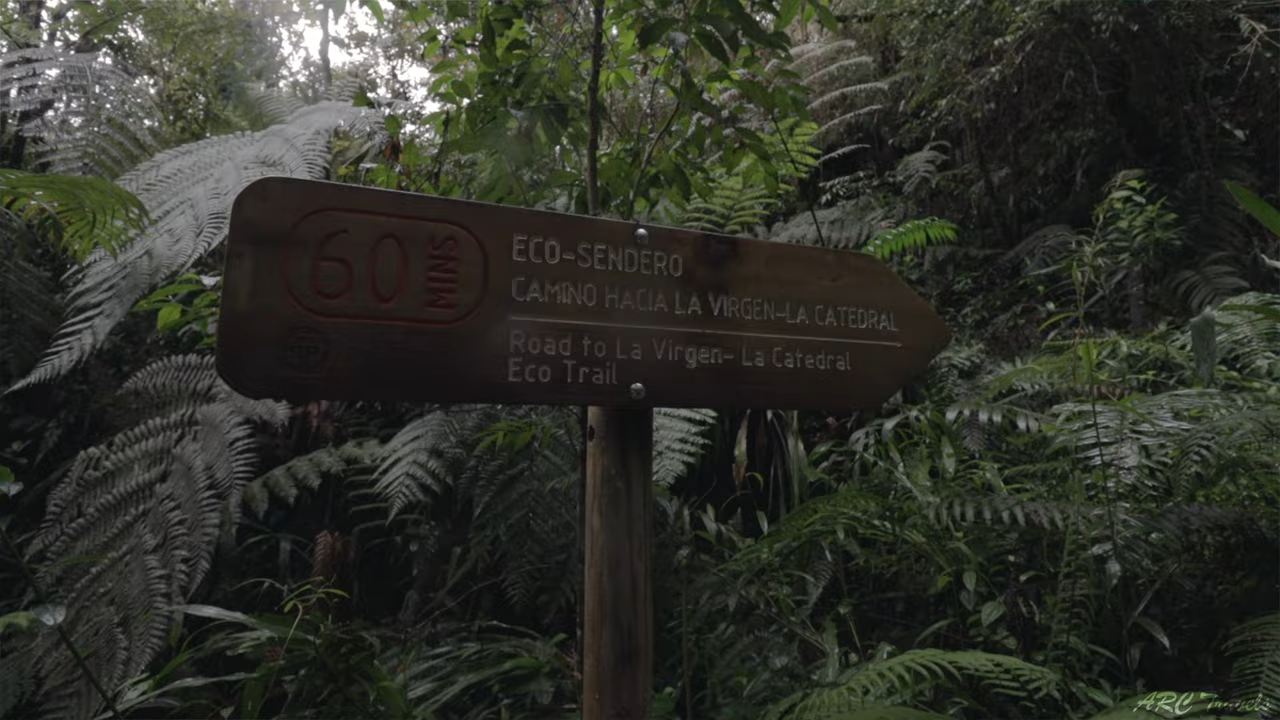 60 MINS
ECO-SENDERO
CAMINO HACIA LA VIRGEN-LA CATEDRAL
Road to La Virgen- La Catedral
Eco Trail
ARC Travels